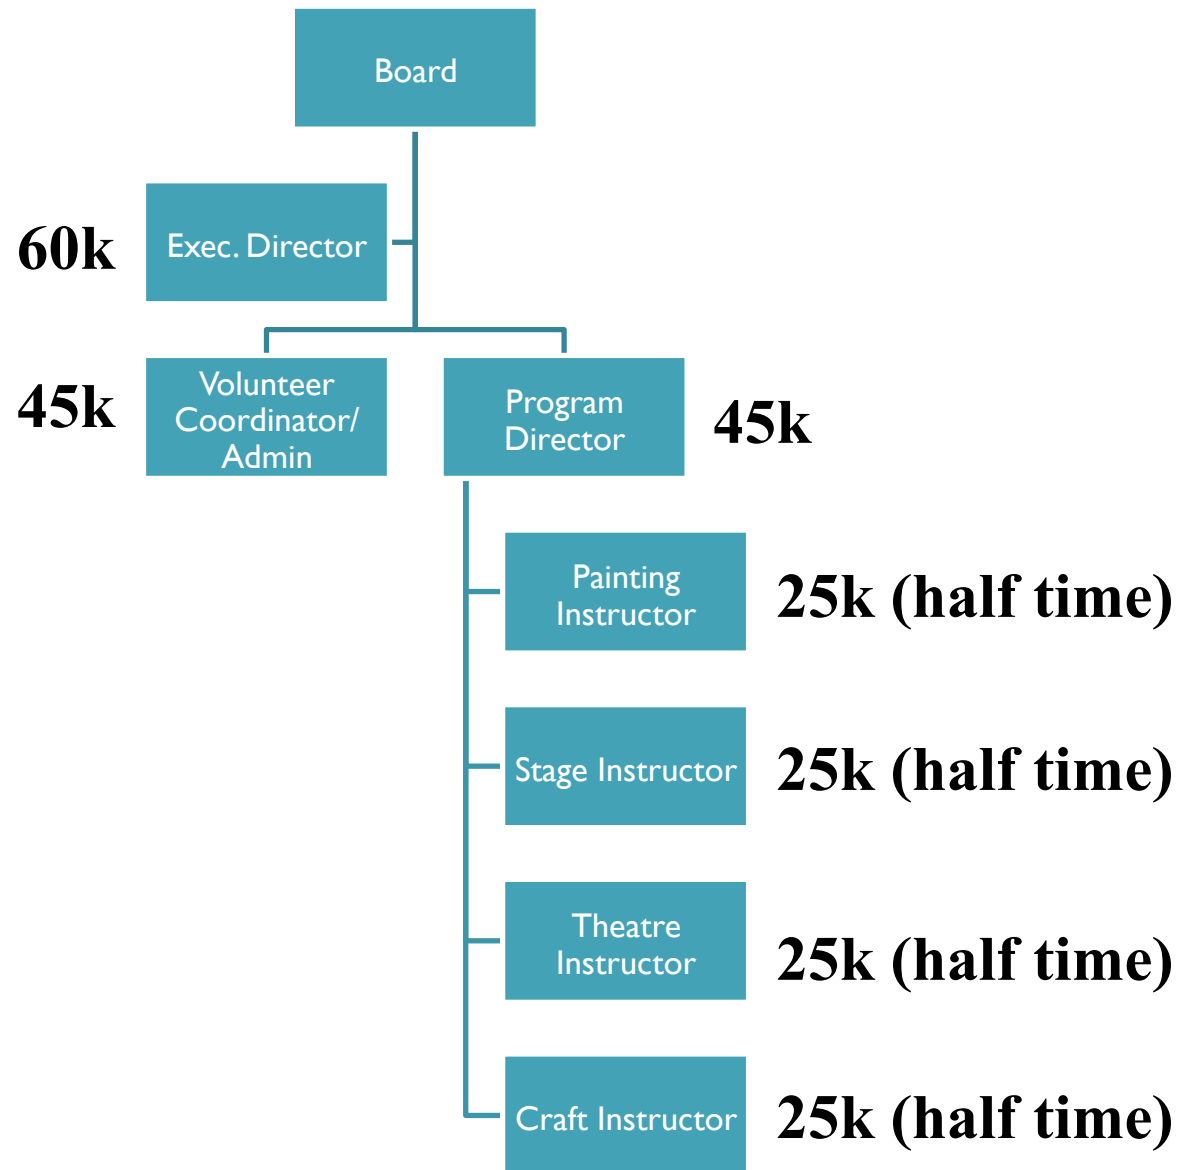 Board
60k
Exec. Director
45k
Volunteer
Coordinator/
Admin
Program
Director
45k
Painting
Instructor
25k (half time)
Stage Instructor
25k (half time)
Theatre
Instructor
25k (half time)
Craft Instructor
25k (half time)